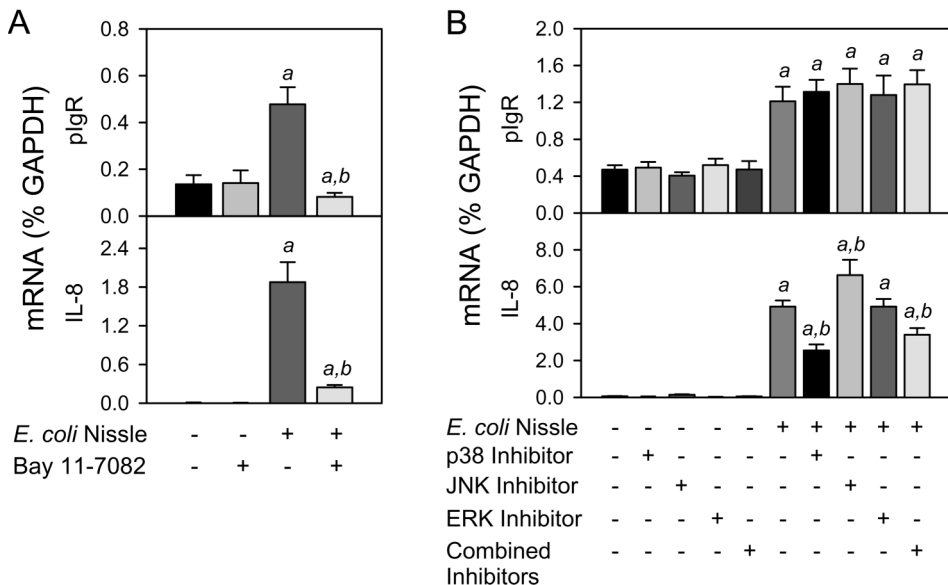 A
mRNA (% GAPDH)
pIgR
0.8
0.6
0.4
0.2
0.0
a
a,b
IL-8
2.4
1.8
1.2
0.6
0.0
a
a,b
E. coli Nissle - - + +
Bay 11-7082 - + - +
B
mRNA (% GAPDH)
pIgR
2.0
1.6
1.2
0.8
0.4
0.0
a a a a a
IL-8
8.0
6.0
4.0
2.0
0.0
a a,b a,b a a,b
E. coli Nissle - - - - - + + + + +
p38 Inhibitor - + - - - - + - - -
JNK Inhibitor - - + - - - - + - -
ERK Inhibitor - - - + - - - - + -
Combined - - - - + - - - - +
Inhibitors